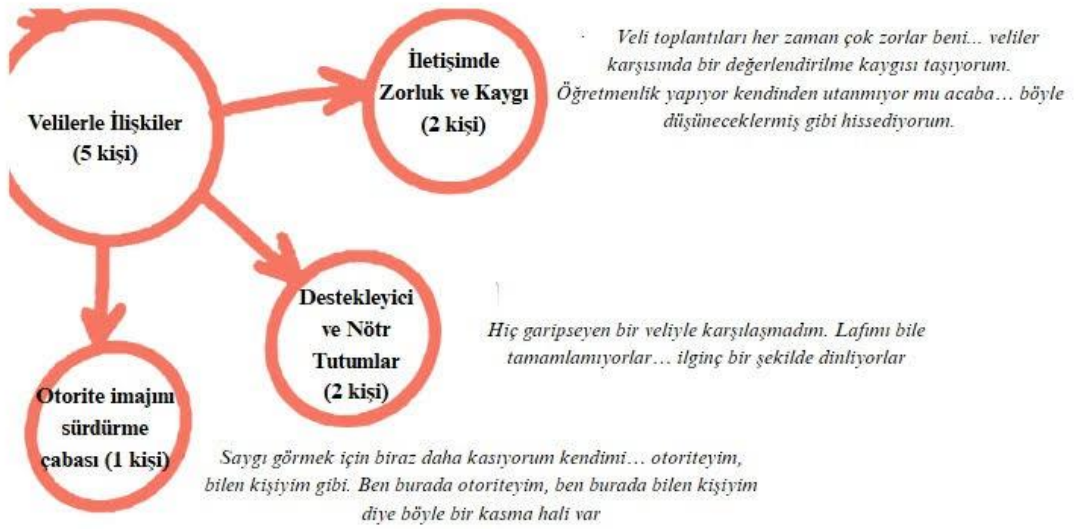 Velilerle İlişkiler
(5 kişi)
İletişimde
Zorluk ve Kaygı
(2 kişi)
· Veli toplantıları her zaman çok zorlar beni... veliler
karşısında bir değerlendirilme kaygısı taşıyorum.
Öğretmenlik yapıyor kendinden utanmıyor mu acaba… böyle
düşüneceklermiş gibi hissediyorum.
Destekleyici
ve Nötr
Tutumlar
(2 kişi)
Hiç garipseyen bir veliyle karşılaşmadım. Lafımı bile
tamamlamıyorlar… ilginç bir şekilde dinliyorlar
Otorite imajını
sürdürme
çabası (1 kişi)
Saygı görmek için biraz daha kasıyorum kendimi… otoriteyim,
bilen kişiyim gibi. Ben burada otoriteyim, ben burada bilen kişiyim
diye böyle bir kasma hali var